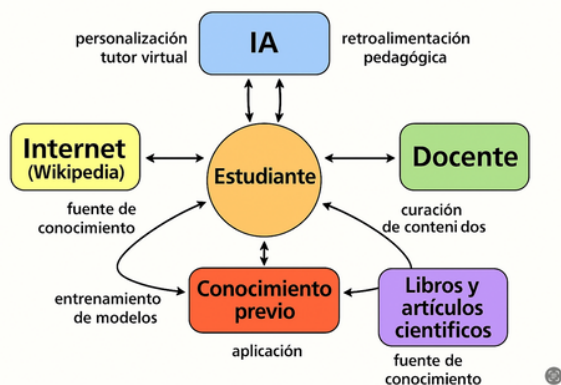 IA
personalización
tutor virtual
retroalimentación
pedagógica
Internet
(Wikipedia)
Estudiante
Docente
fuente de
conocimiento
curación
de conteni dos
entrenamiento
de modelos
Conocimiento
previo
Libros y
artículos
cientificos
aplicación
fuente de
conocimiento